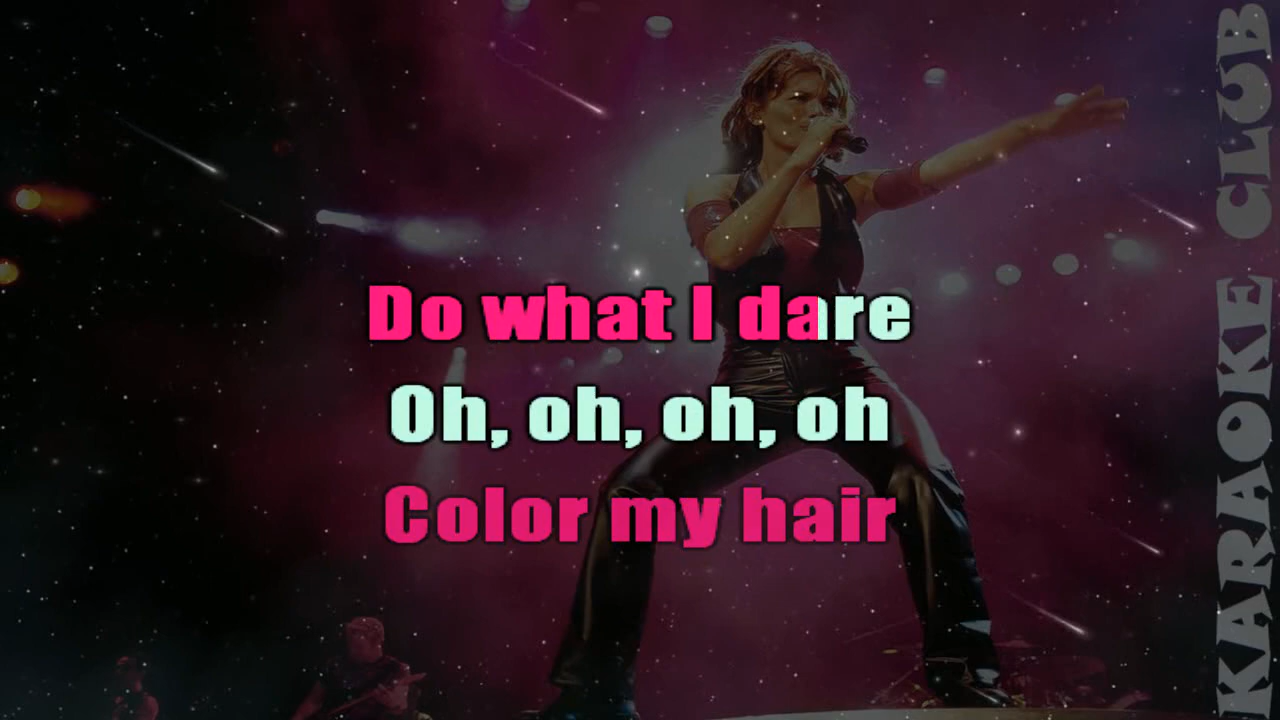 Do what I dare
Oh, oh, oh, oh
Color my hair
KARAOKE CLUB